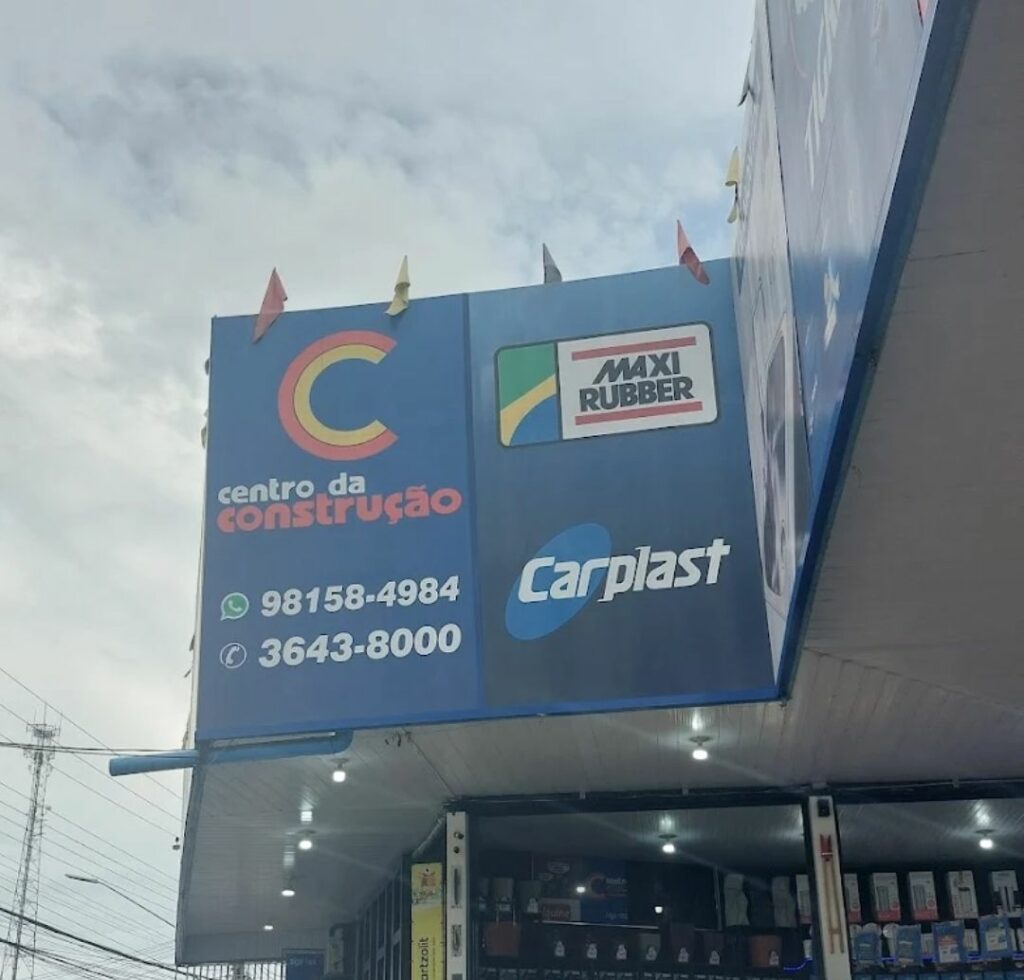 centro da
construção
98158-4984
3643-8000
MAXI
RUBBER
Carplast